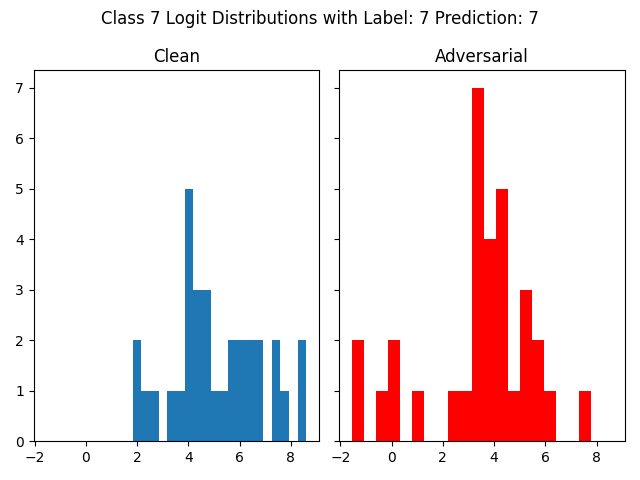 Class 7 Logit Distributions with Label: 7 Prediction: 7
Clean
Adversarial
7
6
5
4
3
2
1
0
−2 0 2 4 6 8
−2 0 2 4 6 8